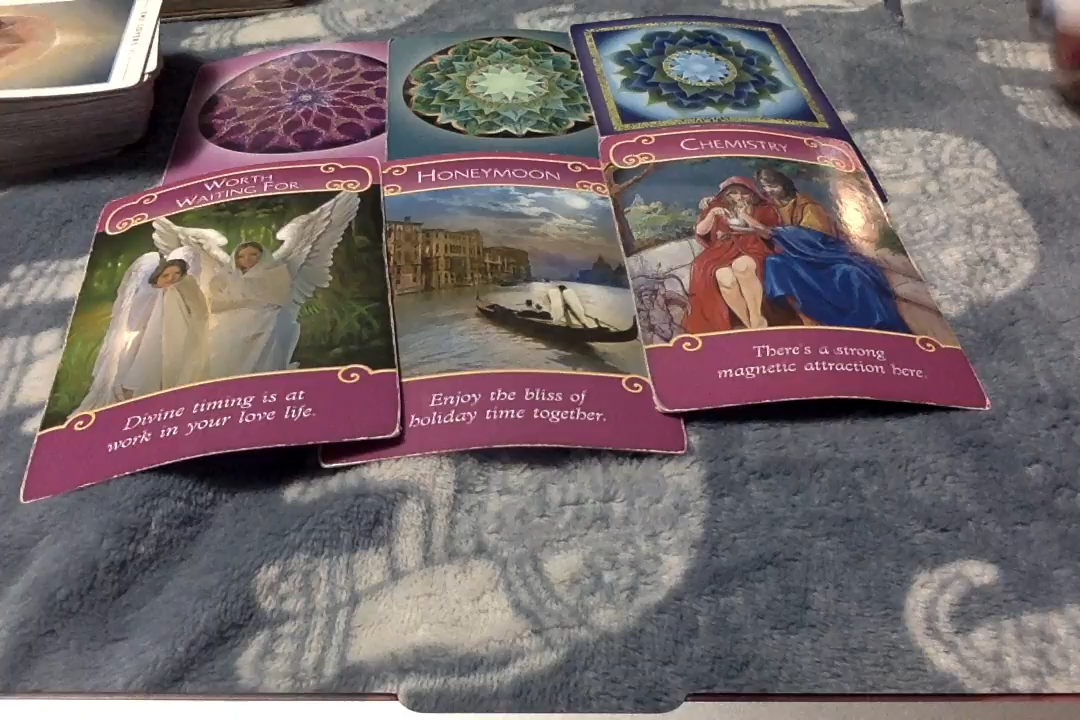 WORTH
WAITING FOR
Divine timing is at
work in your love life.
HONEYMOON
Enjoy the bliss of
holiday time together.
CHEMISTRY
There's a strong
magnetic attraction here.